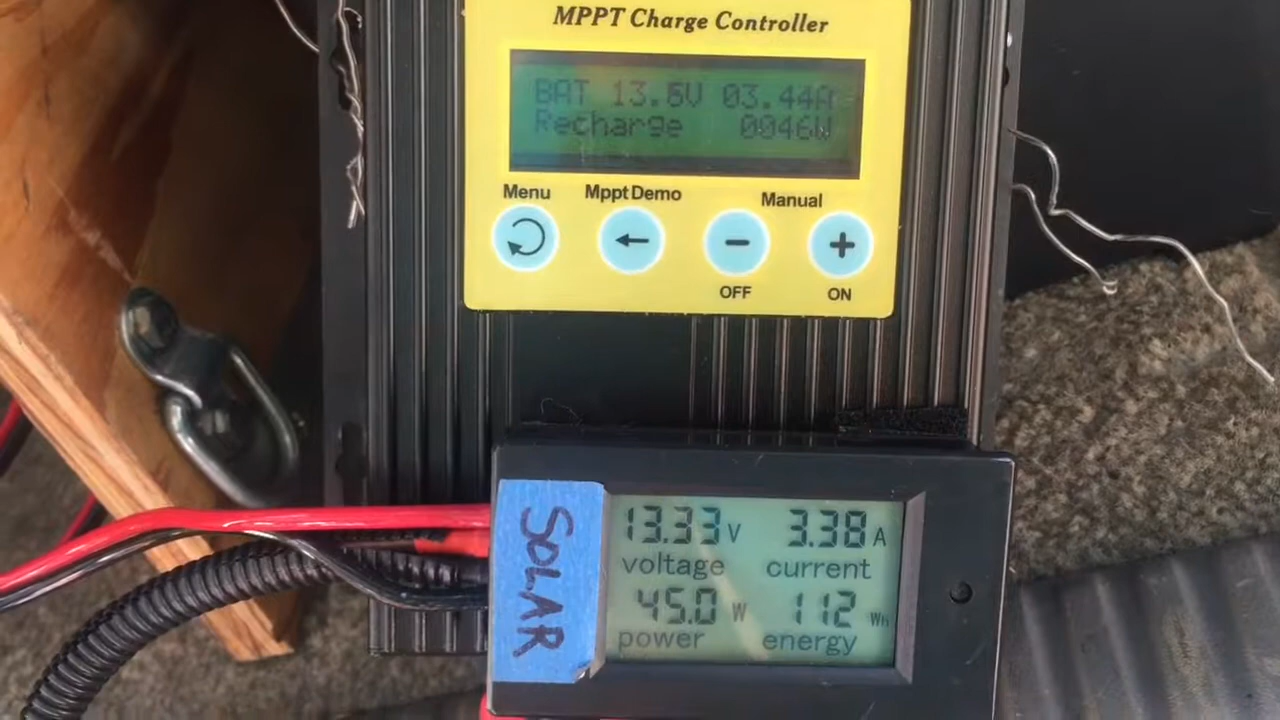 MPPT Charge Controller
BAT 13.6V 03.44A
Recharge 0046W
Menu Mppt Demo Manual
OFF ON
SOLAR
13.33 V 3.38 A
voltage current
45.0 W 112 Wh
power energy